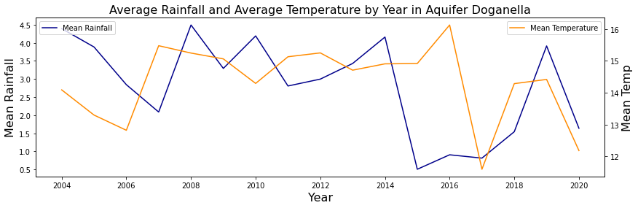 Average Rainfall and Average Temperature by Year in Aquifer Doganella
Mean Rainfall
Mean Temperature
4.5
4.0
3.5
3.0
2.5
2.0
1.5
1.0
0.5
Mean Rainfall
16
15
14
13
12
Mean Temp
2004 2006 2008 2010 2012 2014 2016 2018 2020
Year